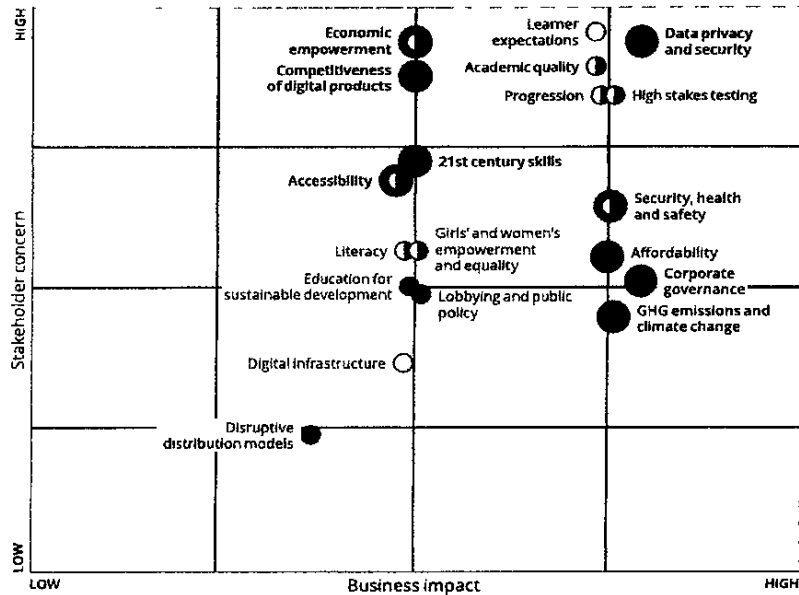 HIGH
Economic
empowerment
Learner
expectations
Data privacy
and security
Competitiveness
of digital products
Academic quality
Progression
High stakes testing
21st century skills
Accessibility
Security, health
and safety
Literacy
Girls' and women's
empowerment
and equality
Affordability
Education for
sustainable development
Corporate
governance
Lobbying and public
policy
GHG emissions and
climate change
Digital infrastructure
Disruptive
distribution models
Stakeholder concern
LOW
LOW
Business impact
HIGH